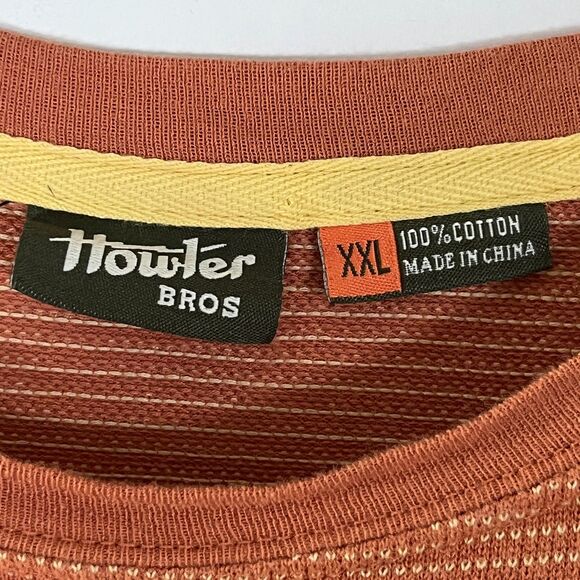 Howler
BROS
XXL
100% COTTON
MADE IN CHINA